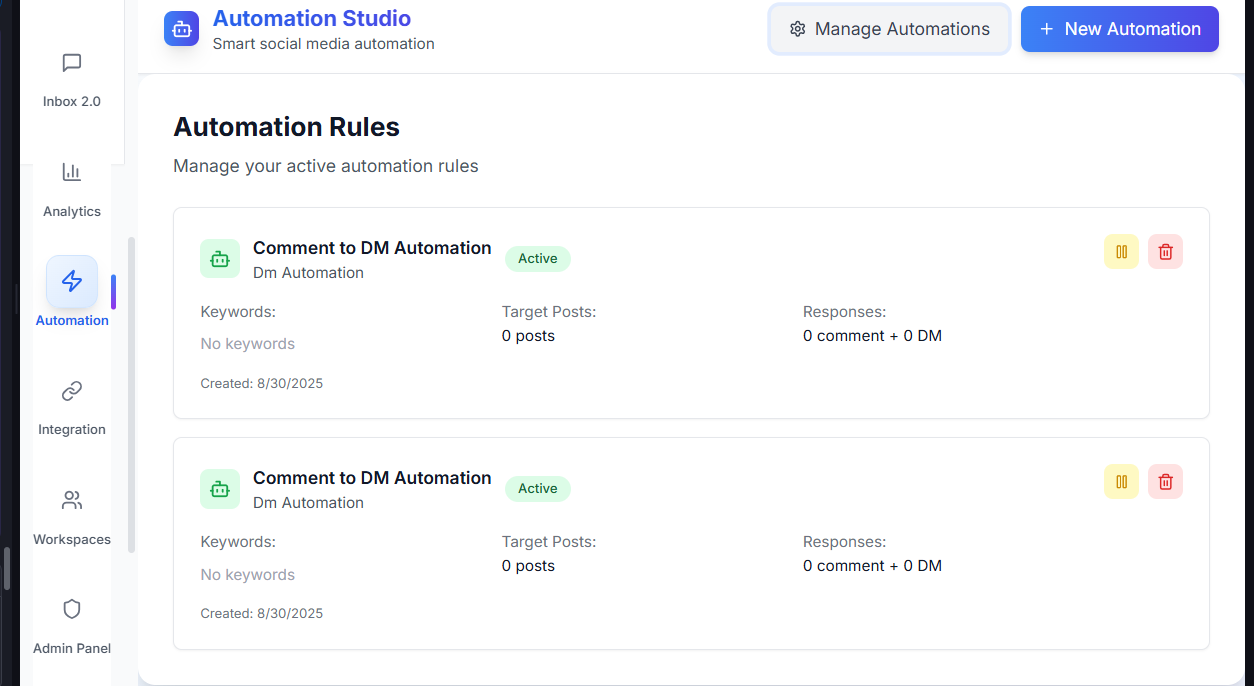 Automation Studio
Smart social media automation
Manage Automations
+ New Automation
Inbox 2.0
Analytics
Automation
Integration
Workspaces
Admin Panel
Automation Rules
Manage your active automation rules
Comment to DM Automation
Active
Dm Automation
Keywords:
No keywords
Target Posts:
0 posts
Responses:
0 comment + 0 DM
Created: 8/30/2025
Comment to DM Automation
Active
Dm Automation
Keywords:
No keywords
Target Posts:
0 posts
Responses:
0 comment + 0 DM
Created: 8/30/2025